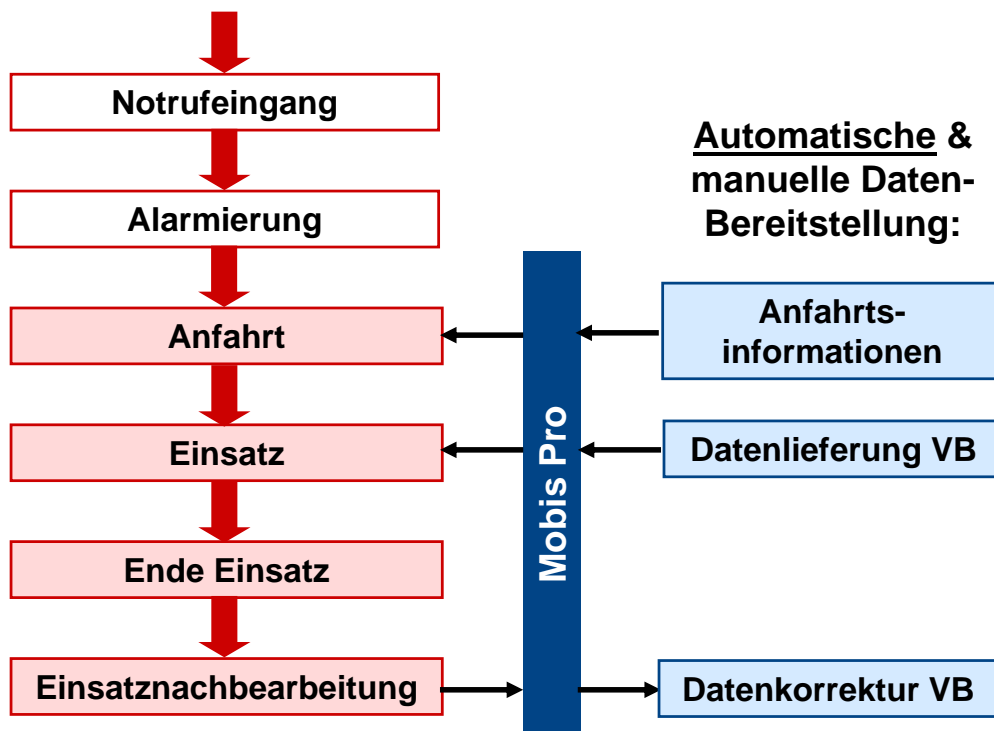 Notrufeingang
Alarmierung
Anfahrt
Einsatz
Ende Einsatz
Einsatznachbearbeitung
Mobis Pro
Automatische &
manuelle Daten-
Bereitstellung:
Anfahrts-
informationen
Datenlieferung VB
Datenkorrektur VB